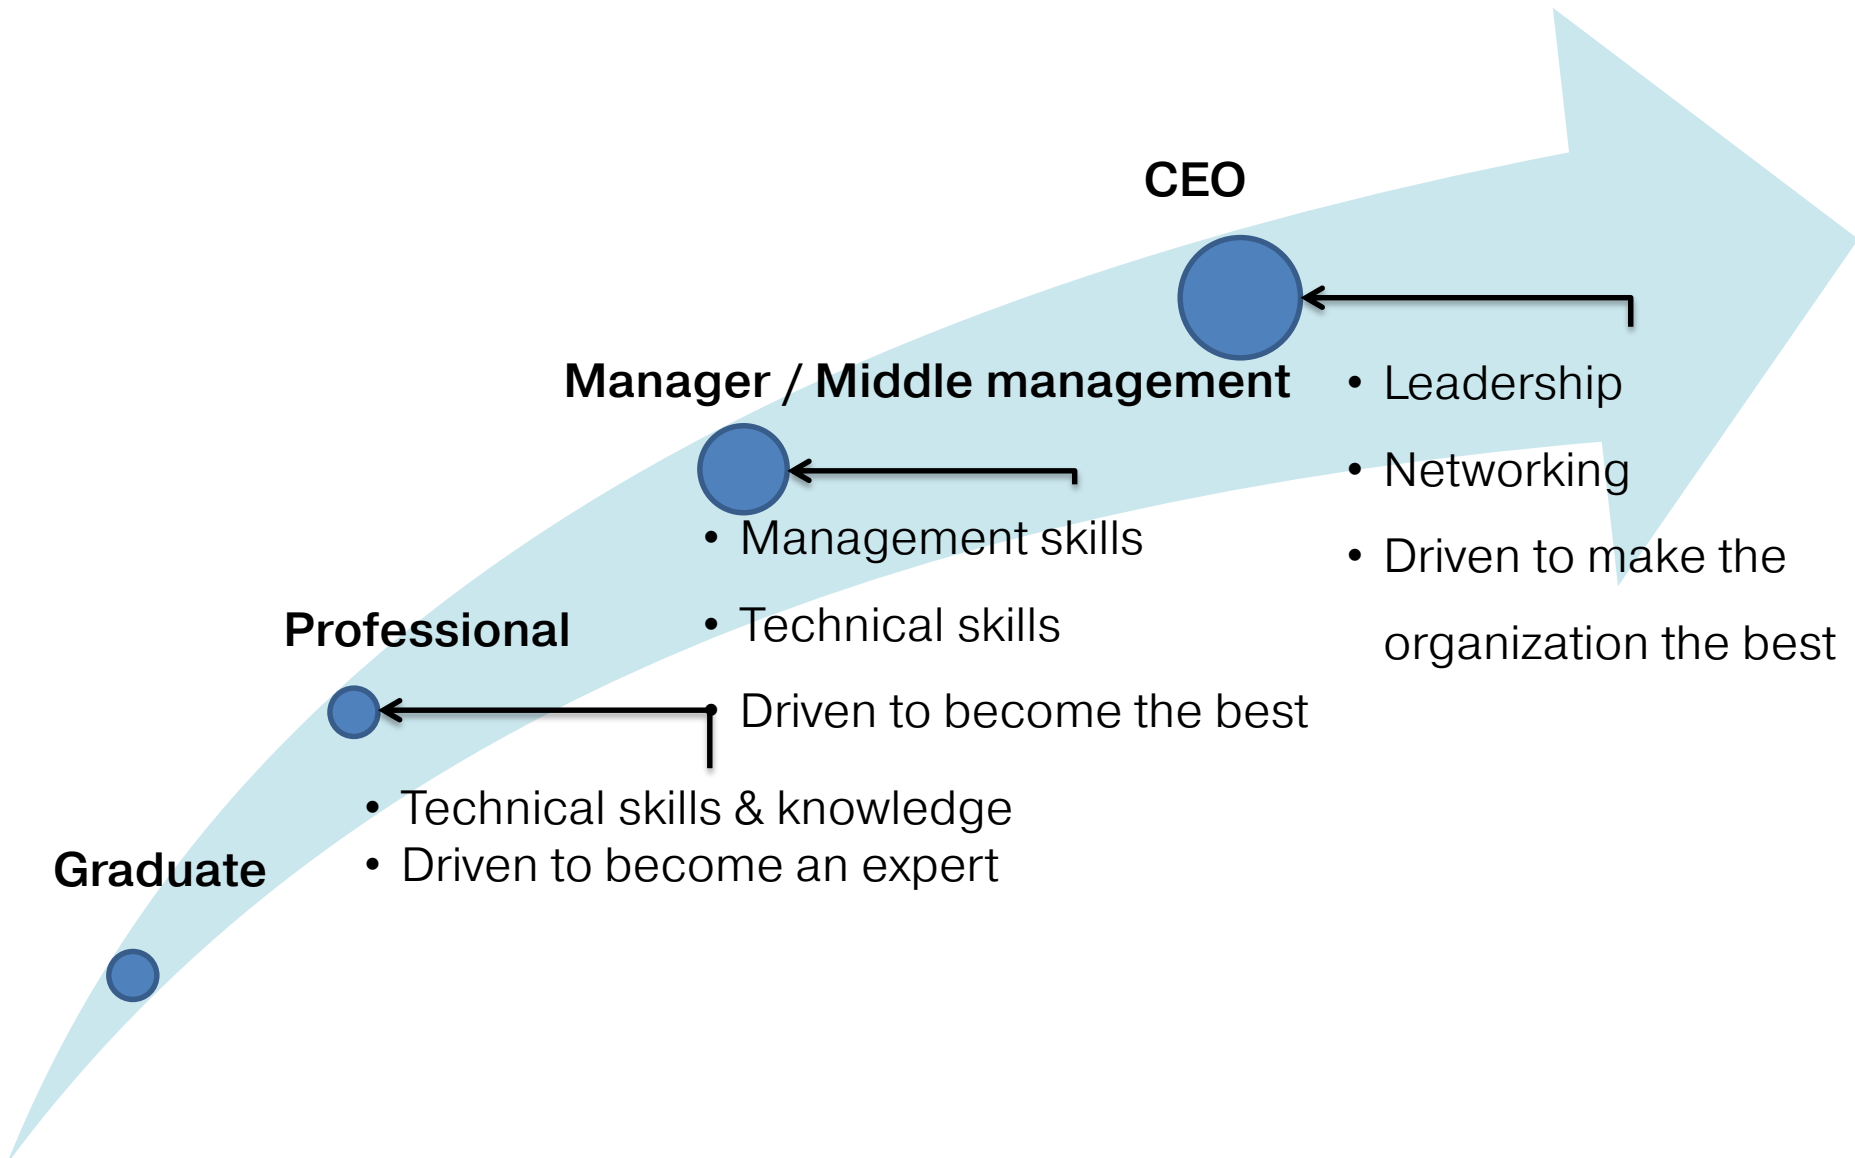 CEO
Manager / Middle management
• Leadership
• Networking
• Driven to make the
organization the best
• Management skills
• Technical skills
• Driven to become the best
Professional
• Technical skills & knowledge
• Driven to become an expert
Graduate